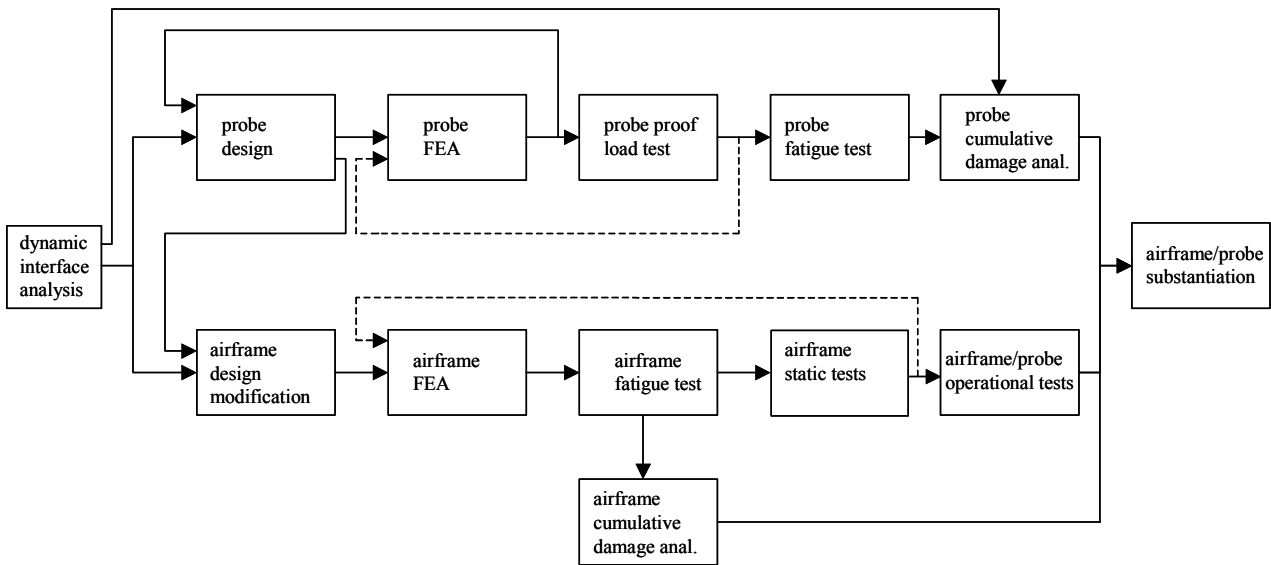 probe
design
probe
FEA
probe proof
load test
probe
fatigue test
probe
cumulative
damage anal.
dynamic
interface
analysis
airframe/probe
substantiation
airframe
design
modification
airframe
FEA
airframe
fatigue test
airframe
static tests
airframe/probe
operational tests
airframe
cumulative
damage anal.